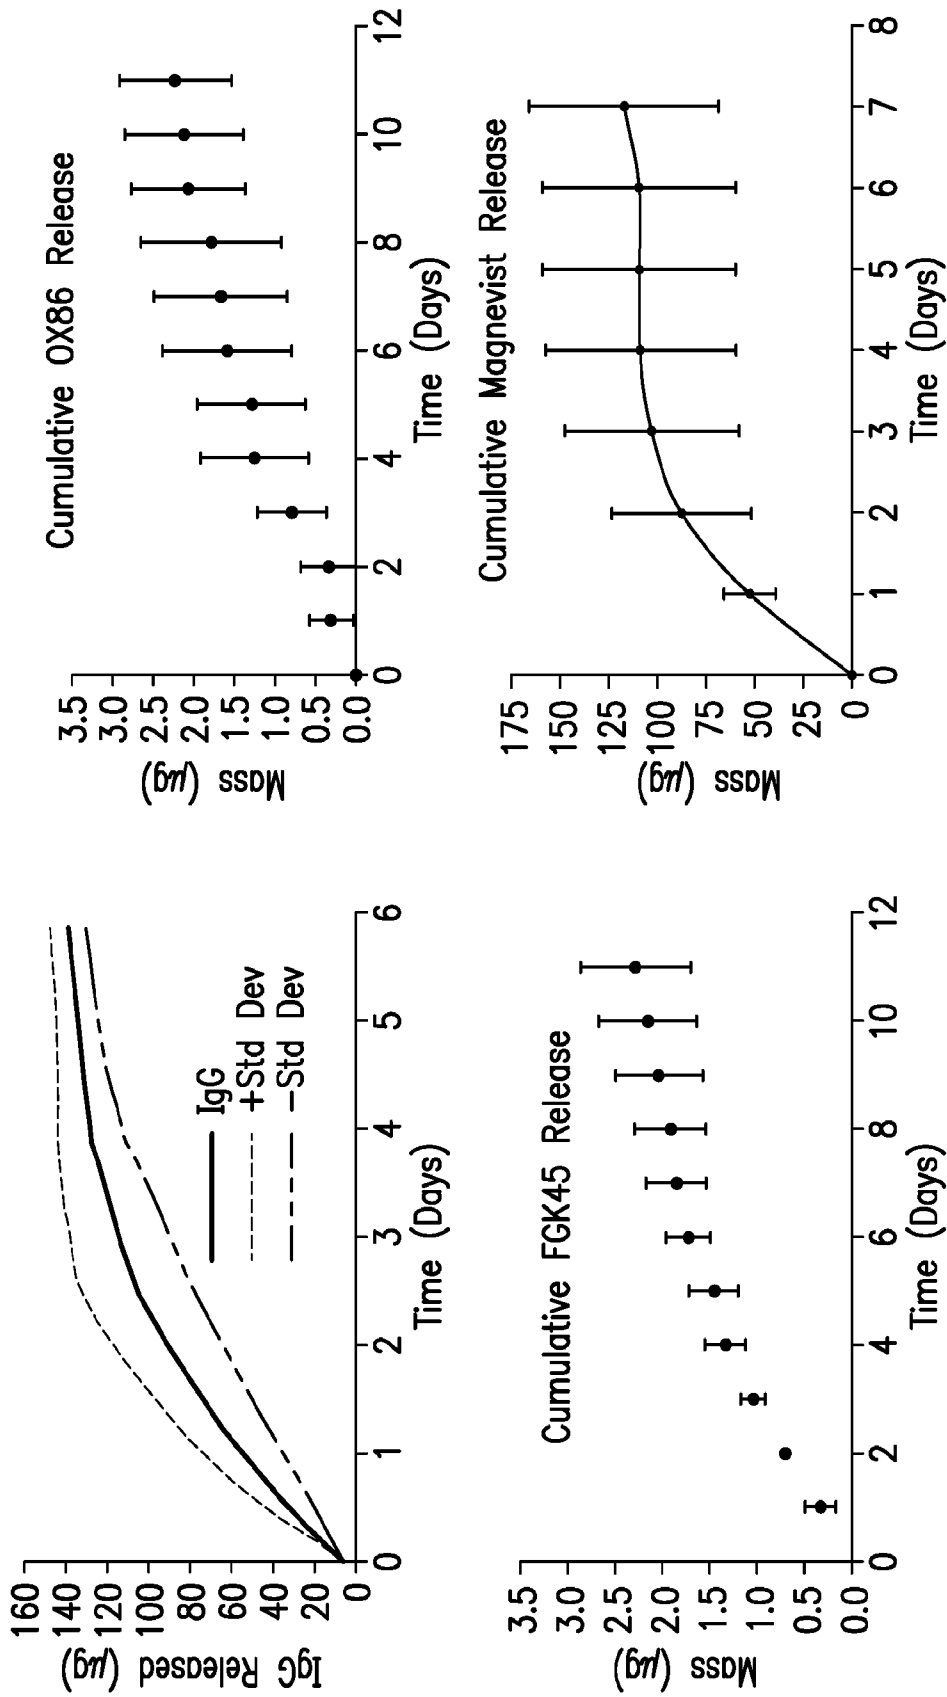 IgG Released (μg)
160
140
120
100
80
60
40
20
IgG
+Std Dev
-Std Dev
0 1 2 3 4 5 6
Time (Days)
Cumulative OX86 Release
Mass (μg)
3.5
3.0
2.5
2.0
1.5
1.0
0.5
0.0
0 2 4 6 8 10 12
Time (Days)
Cumulative FGK45 Release
Mass (μg)
3.5
3.0
2.5
2.0
1.5
1.0
0.5
0.0
0 2 4 6 8 10 12
Time (Days)
Cumulative Magnevist Release
Mass (μg)
175
150
125
100
75
50
25
0
0 1 2 3 4 5 6 7 8
Time (Days)